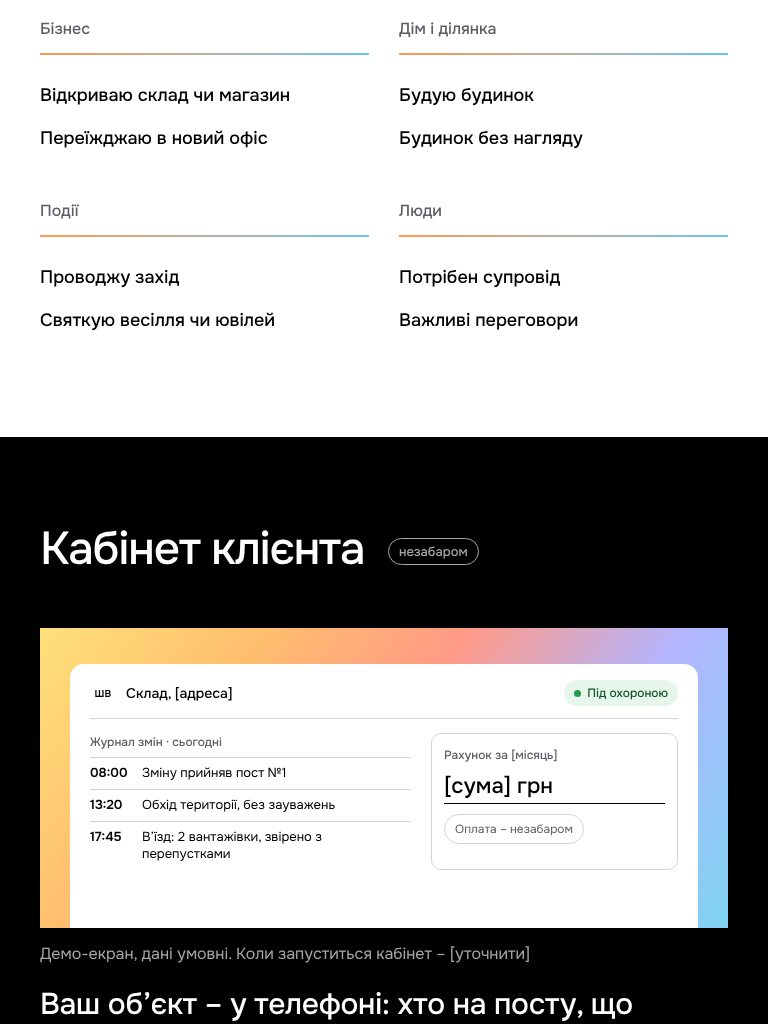 Бізнес
Відкриваю склад чи магазин
Переїжджаю в новий офіс
Дім і ділянка
Будую будинок
Будинок без нагляду
Події
Проводжу захід
Святкую весілля чи ювілей
Люди
Потрібен супровід
Важливі переговори
Кабінет клієнта
незабаром
ШВ Склад, [адреса]
Під охороною
Журнал змін · сьогодні
08:00 Зміну прийняв пост №1
13:20 Обхід території, без зауважень
17:45 В’їзд: 2 вантажівки, звірено з
перепустками
Рахунок за [місяць]
[сума] грн
Оплата – незабаром
Демо-екран, дані умовні. Коли запуститься кабінет – [уточнити]
Ваш об’єкт – у телефоні: хто на посту, що